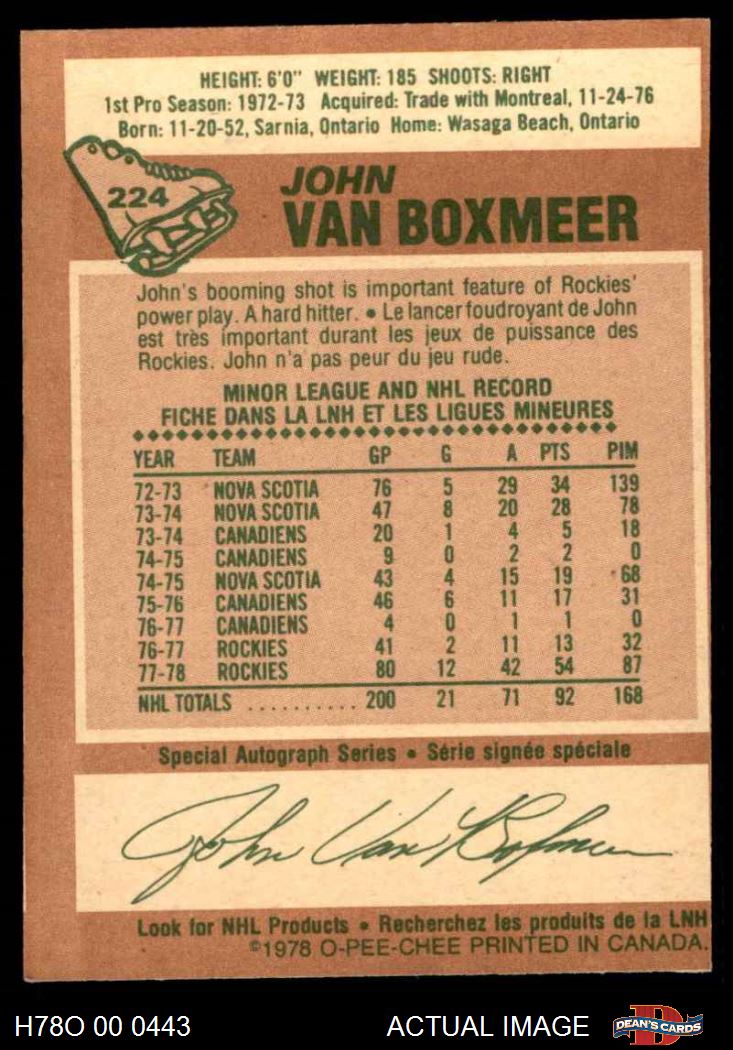 HEIGHT: 6'0" WEIGHT: 185 SHOOTS: RIGHT
1st Pro Season: 1972-73 Acquired: Trade with Montreal, 11-24-76
Born: 11-20-52, Sarnia, Ontario Home: Wasaga Beach, Ontario
224
JOHN
VAN BOXMEER
John's booming shot is important feature of Rockies'
power play. A hard hitter. • Le lancer foudroyant de John
est très important durant les jeux de puissance des
Rockies. John n'a pas peur du jeu rude.
MINOR LEAGUE AND NHL RECORD
FICHE DANS LA LNH ET LES LIGUES MINEURES
YEAR TEAM GP G A PTS PIM
72-73 NOVA SCOTIA 76 5 29 34 139
73-74 NOVA SCOTIA 47 8 20 28 78
73-74 CANADIENS 20 1 4 5 18
74-75 CANADIENS 9 0 2 2 0
74-75 NOVA SCOTIA 43 4 15 19 68
75-76 CANADIENS 46 6 11 17 31
76-77 CANADIENS 4 0 1 1 0
76-77 ROCKIES 41 2 11 13 32
77-78 ROCKIES 80 12 42 54 87
NHL TOTALS .......... 200 21 71 92 168
Special Autograph Series • Série signée spéciale
John Van Boxmeer
Look for NHL Products • Recherchez les produits de la LNH
©1978 O-PEE-CHEE PRINTED IN CANADA.
H78O 00 0443 ACTUAL IMAGE DEAN'S CARDS